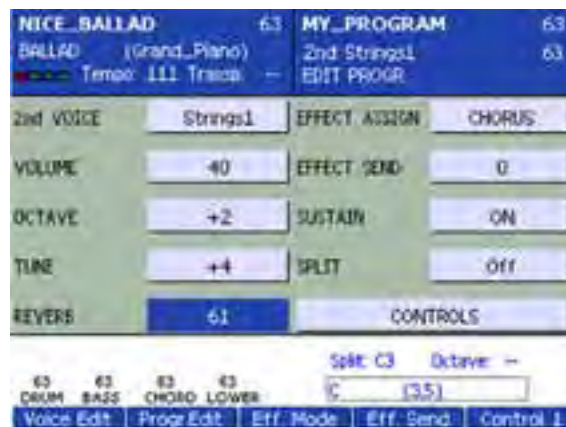 NICE_BALLAD 63 MY_PROGRAM 63
BALLAD (Grand_Piano) 2nd Strings1 63
Tempo: 111 Transp: -- EDIT PROGR
2nd VOICE Strings1 EFFECT ASSIGN CHORUS
VOLUME 40 EFFECT SEND 0
OCTAVE +2 SUSTAIN ON
TUNE +4 SPLIT Off
REVERB 61 CONTROLS
Split: C3 Octave: --
63 63 63 63
DRUM BASS CHORD LOWER C (35)
Voice Edit Progr.Edit Eff. Mode Eff. Send Control 1